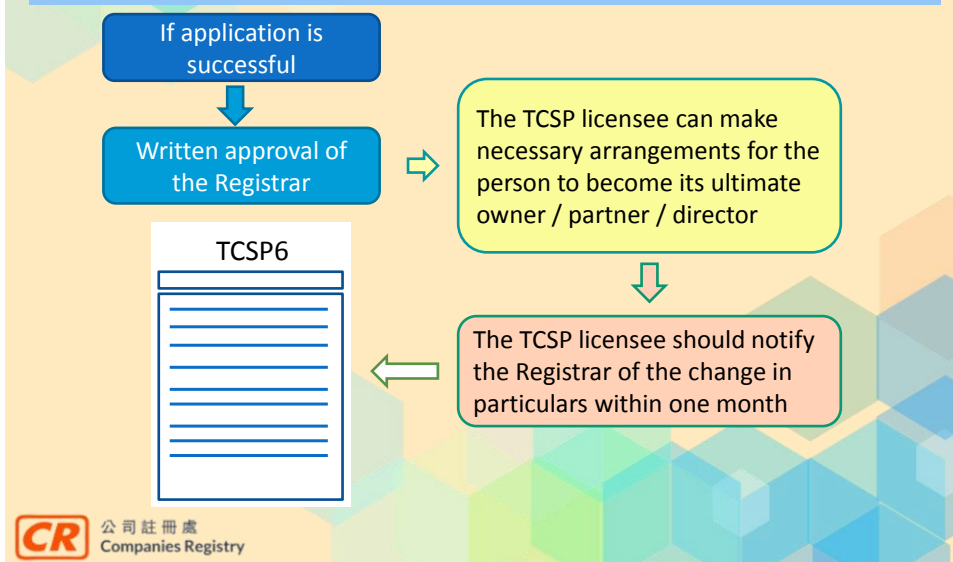 If application is
successful
Written approval of
the Registrar
The TCSP licensee can make
necessary arrangements for the
person to become its ultimate
owner / partner / director
The TCSP licensee should notify
the Registrar of the change in
particulars within one month
TCSP6
CR
公司註冊處
Companies Registry